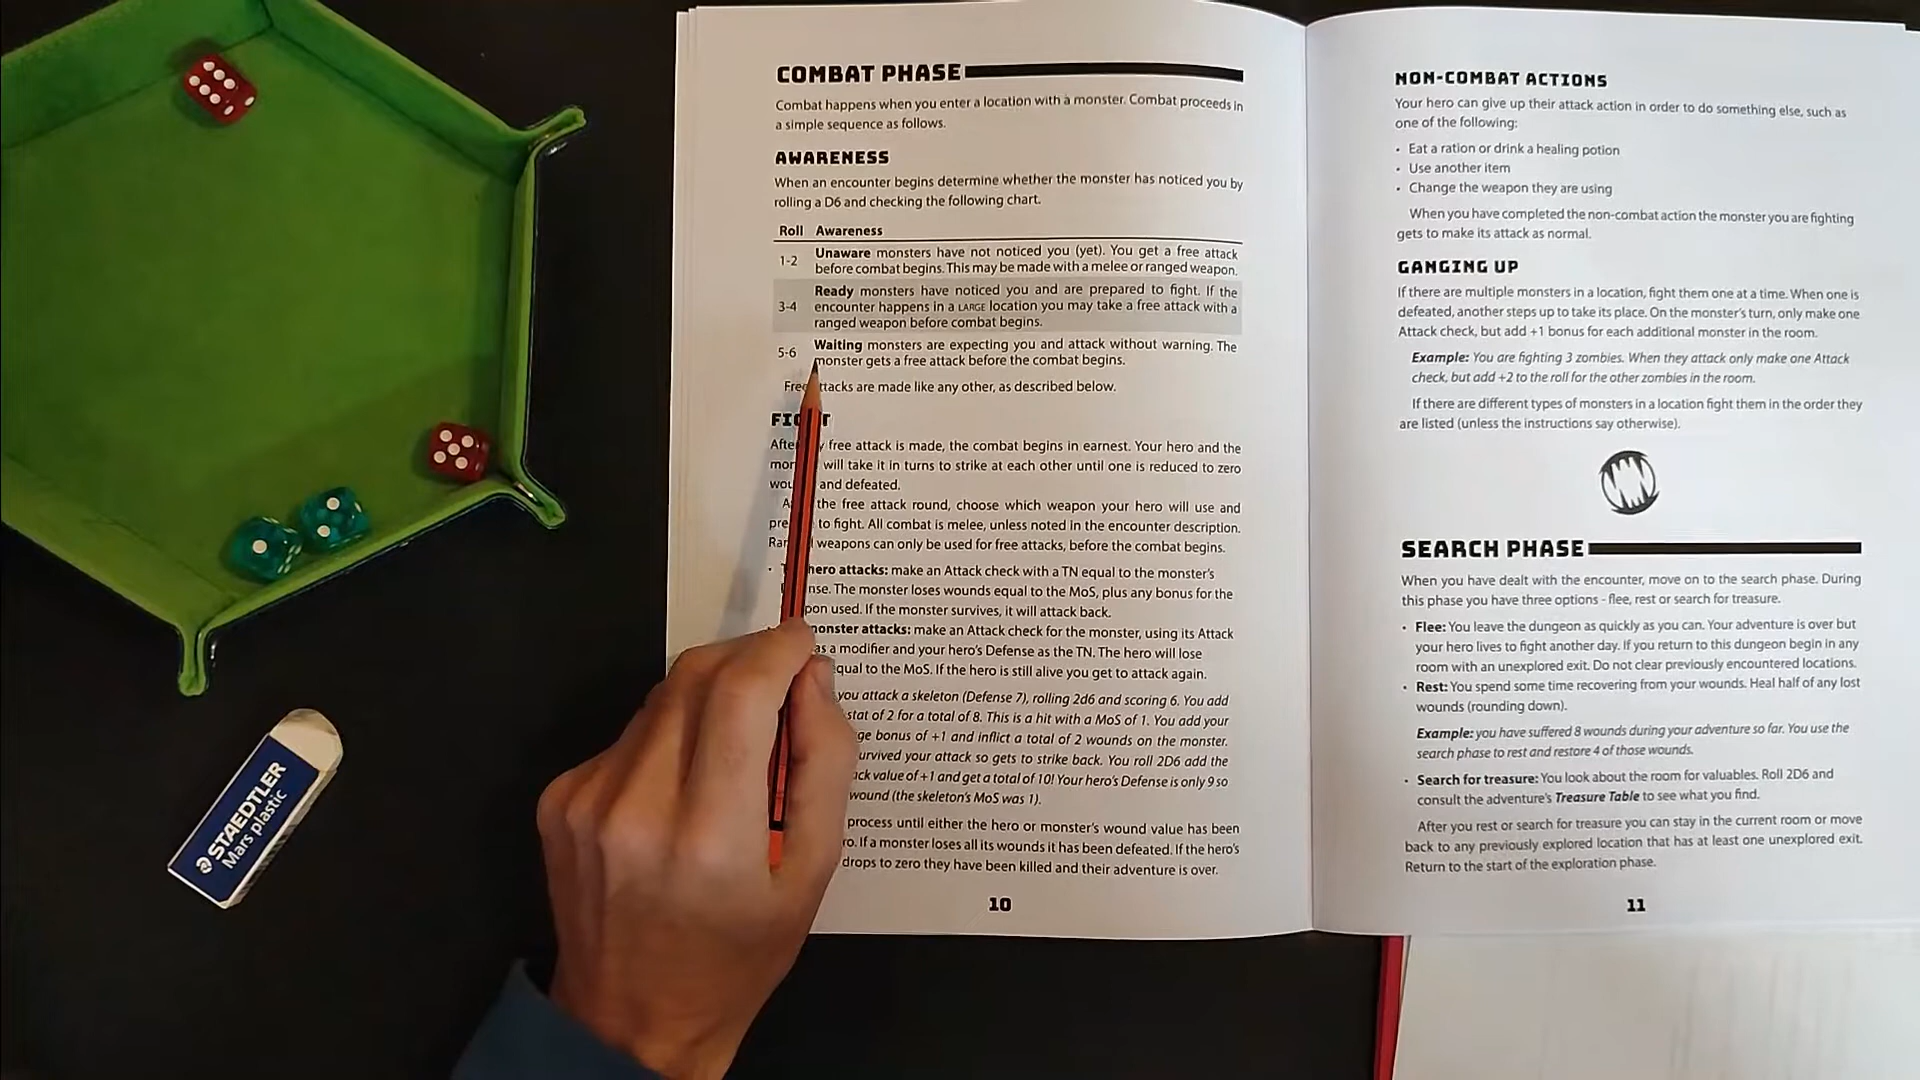 COMBAT PHASE
Combat happens when you enter a location with a monster. Combat proceeds in
a simple sequence as follows.
AWARENESS
When an encounter begins determine whether the monster has noticed you by
rolling a D6 and checking the following chart.
Roll Awareness
1-2 Unaware monsters have not noticed you (yet). You get a free attack
before combat begins. This may be made with a melee or ranged weapon.
3-4 Ready monsters have noticed you and are prepared to fight. If the
encounter happens in a LARGE location you may take a free attack with a
ranged weapon before combat begins.
5-6 Waiting monsters are expecting you and attack without warning. The
monster gets a free attack before the combat begins.
attacks are made like any other, as described below.
free attack is made, the combat begins in earnest. Your hero and the
will take it in turns to strike at each other until one is reduced to zero
and defeated.
the free attack round, choose which weapon your hero will use and
to fight. All combat is melee, unless noted in the encounter description.
weapons can only be used for free attacks, before the combat begins.
• hero attacks: make an Attack check with a TN equal to the monster's
The monster loses wounds equal to the MoS, plus any bonus for the
used. If the monster survives, it will attack back.
monster attacks: make an Attack check for the monster, using its Attack
as a modifier and your hero's Defense as the TN. The hero will lose
equal to the MoS. If the hero is still alive you get to attack again.
you attack a skeleton (Defense 7), rolling 2d6 and scoring 6. You add
stat of 2 for a total of 8. This is a hit with a MoS of 1. You add your
bonus of +1 and inflict a total of 2 wounds on the monster.
your attack so gets to strike back. You roll 2D6 add the
value of +1 and get a total of 10! Your hero's Defense is only 9 so
wound (the skeleton's MoS was 1).
process until either the hero or monster's wound value has been
If a monster loses all its wounds it has been defeated. If the hero's
drops to zero they have been killed and their adventure is over.
10
NON-COMBAT ACTIONS
Your hero can give up their attack action in order to do something else, such as
one of the following:
• Eat a ration or drink a healing potion
• Use another item
• Change the weapon they are using
When you have completed the non-combat action the monster you are fighting
gets to make its attack as normal.
GANGING UP
If there are multiple monsters in a location, fight them one at a time. When one is
defeated, another steps up to take its place. On the monster's turn, only make one
Attack check, but add +1 bonus for each additional monster in the room.
Example: You are fighting 3 zombies. When they attack only make one Attack
check, but add +2 to the roll for the other zombies in the room.
If there are different types of monsters in a location fight them in the order they
are listed (unless the instructions say otherwise).
SEARCH PHASE
When you have dealt with the encounter, move on to the search phase. During
this phase you have three options - flee, rest or search for treasure.
• Flee: You leave the dungeon as quickly as you can. Your adventure is over but
your hero lives to fight another day. If you return to this dungeon begin in any
room with an unexplored exit. Do not clear previously encountered locations.
• Rest: You spend some time recovering from your wounds. Heal half of any lost
wounds (rounding down).
Example: you have suffered 8 wounds during your adventure so far. You use the
search phase to rest and restore 4 of those wounds.
• Search for treasure: You look about the room for valuables. Roll 2D6 and
consult the adventure's Treasure Table to see what you find.
After you rest or search for treasure you can stay in the current room or move
back to any previously explored location that has at least one unexplored exit.
Return to the start of the exploration phase.
11
STAEDTLER
Mars plastic